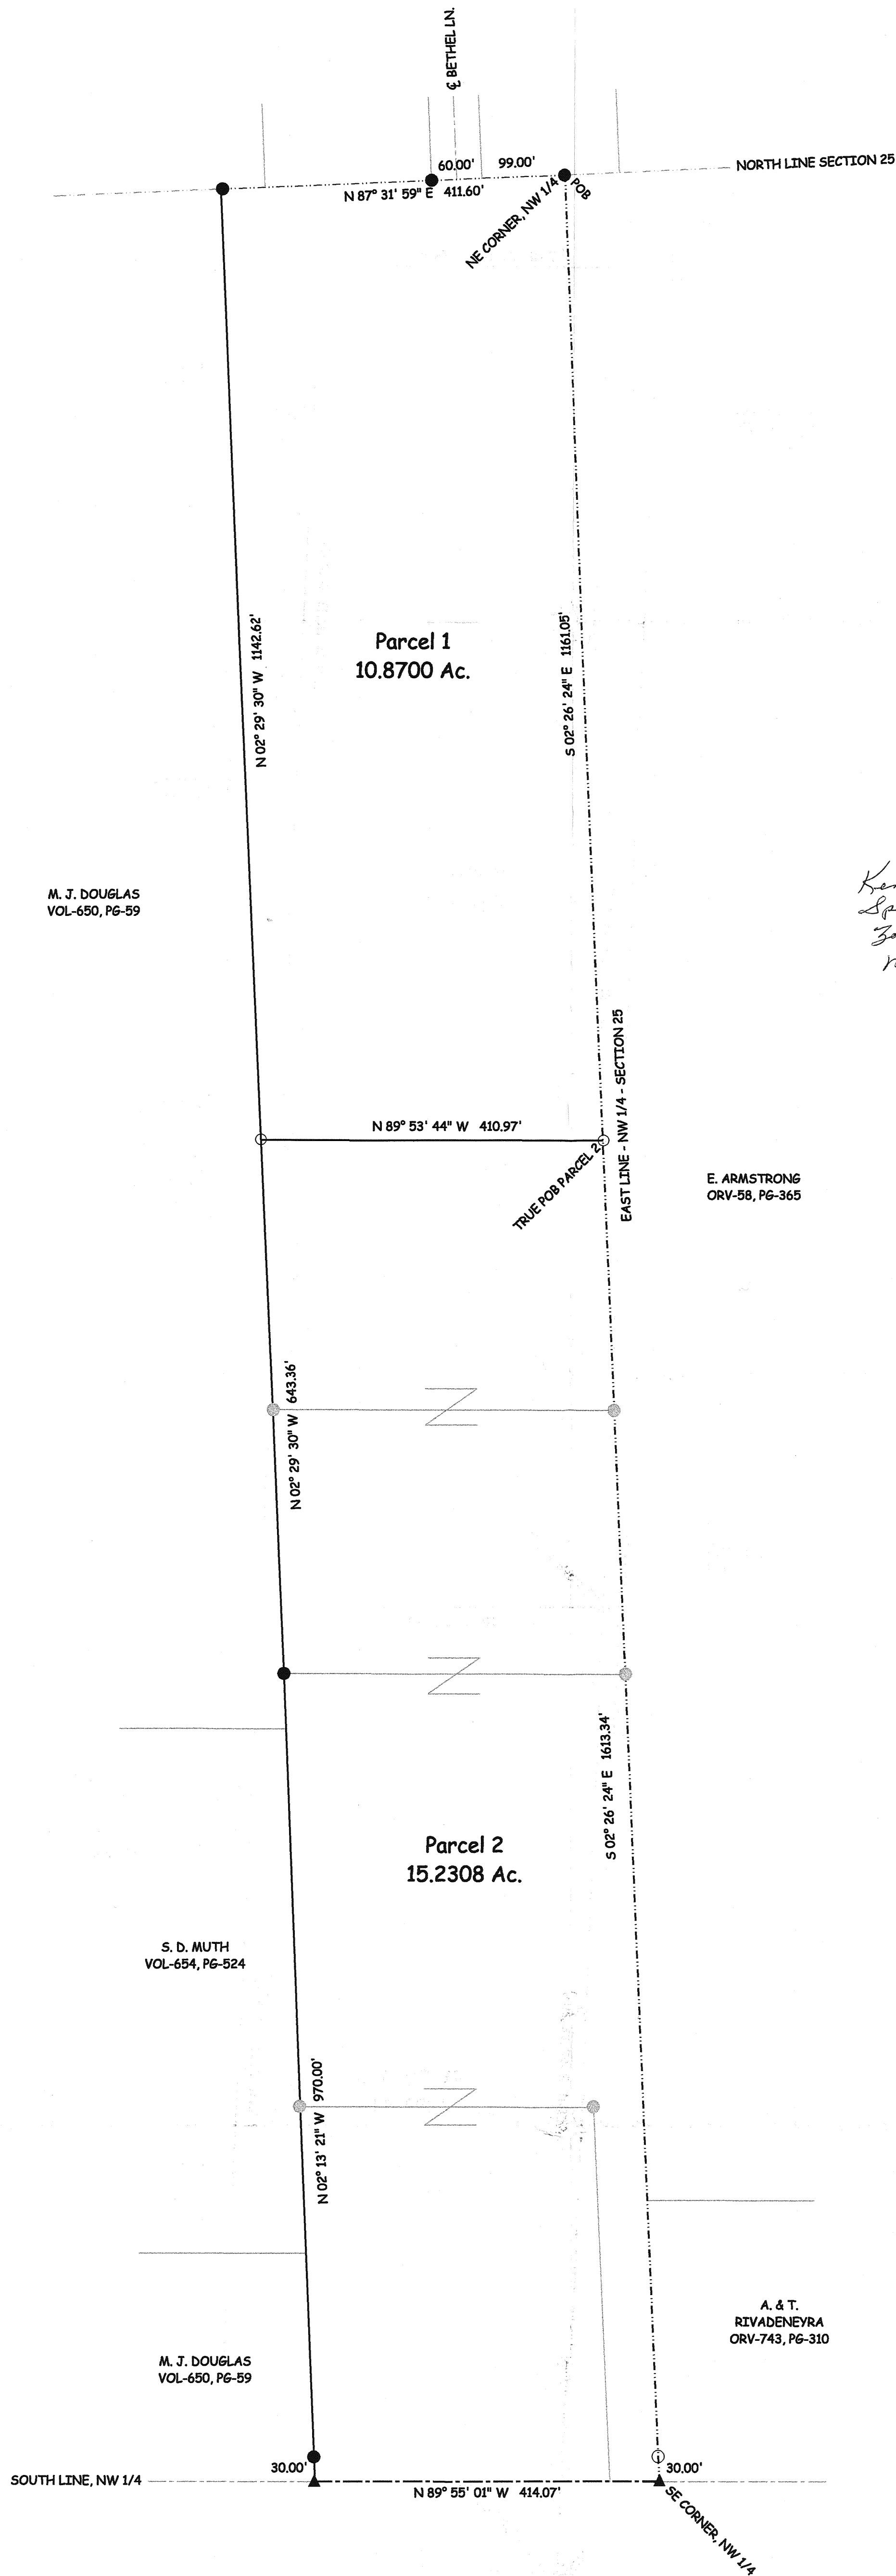 ℄ BETHEL LN.
60.00' 99.00'
NORTH LINE SECTION 25
N 87° 31' 59" E 411.60'
NE CORNER, NW 1/4
POB
N 02° 29' 30" W 1142.62'
Parcel 1
10.8700 Ac.
S 02° 26' 24" E 1161.05'
M. J. DOUGLAS
VOL-650, PG-59
EAST LINE - NW 1/4 - SECTION 25
N 89° 53' 44" W 410.97'
TRUE POB PARCEL 2
E. ARMSTRONG
ORV-58, PG-365
N 02° 29' 30" W 643.36'
S 02° 26' 24" E 1613.34'
Parcel 2
15.2308 Ac.
S. D. MUTH
VOL-654, PG-524
N 02° 13' 21" W 970.00'
A. & T.
RIVADENEYRA
ORV-743, PG-310
M. J. DOUGLAS
VOL-650, PG-59
30.00'
30.00'
SOUTH LINE, NW 1/4
N 89° 55' 01" W 414.07'
SE CORNER, NW 1/4